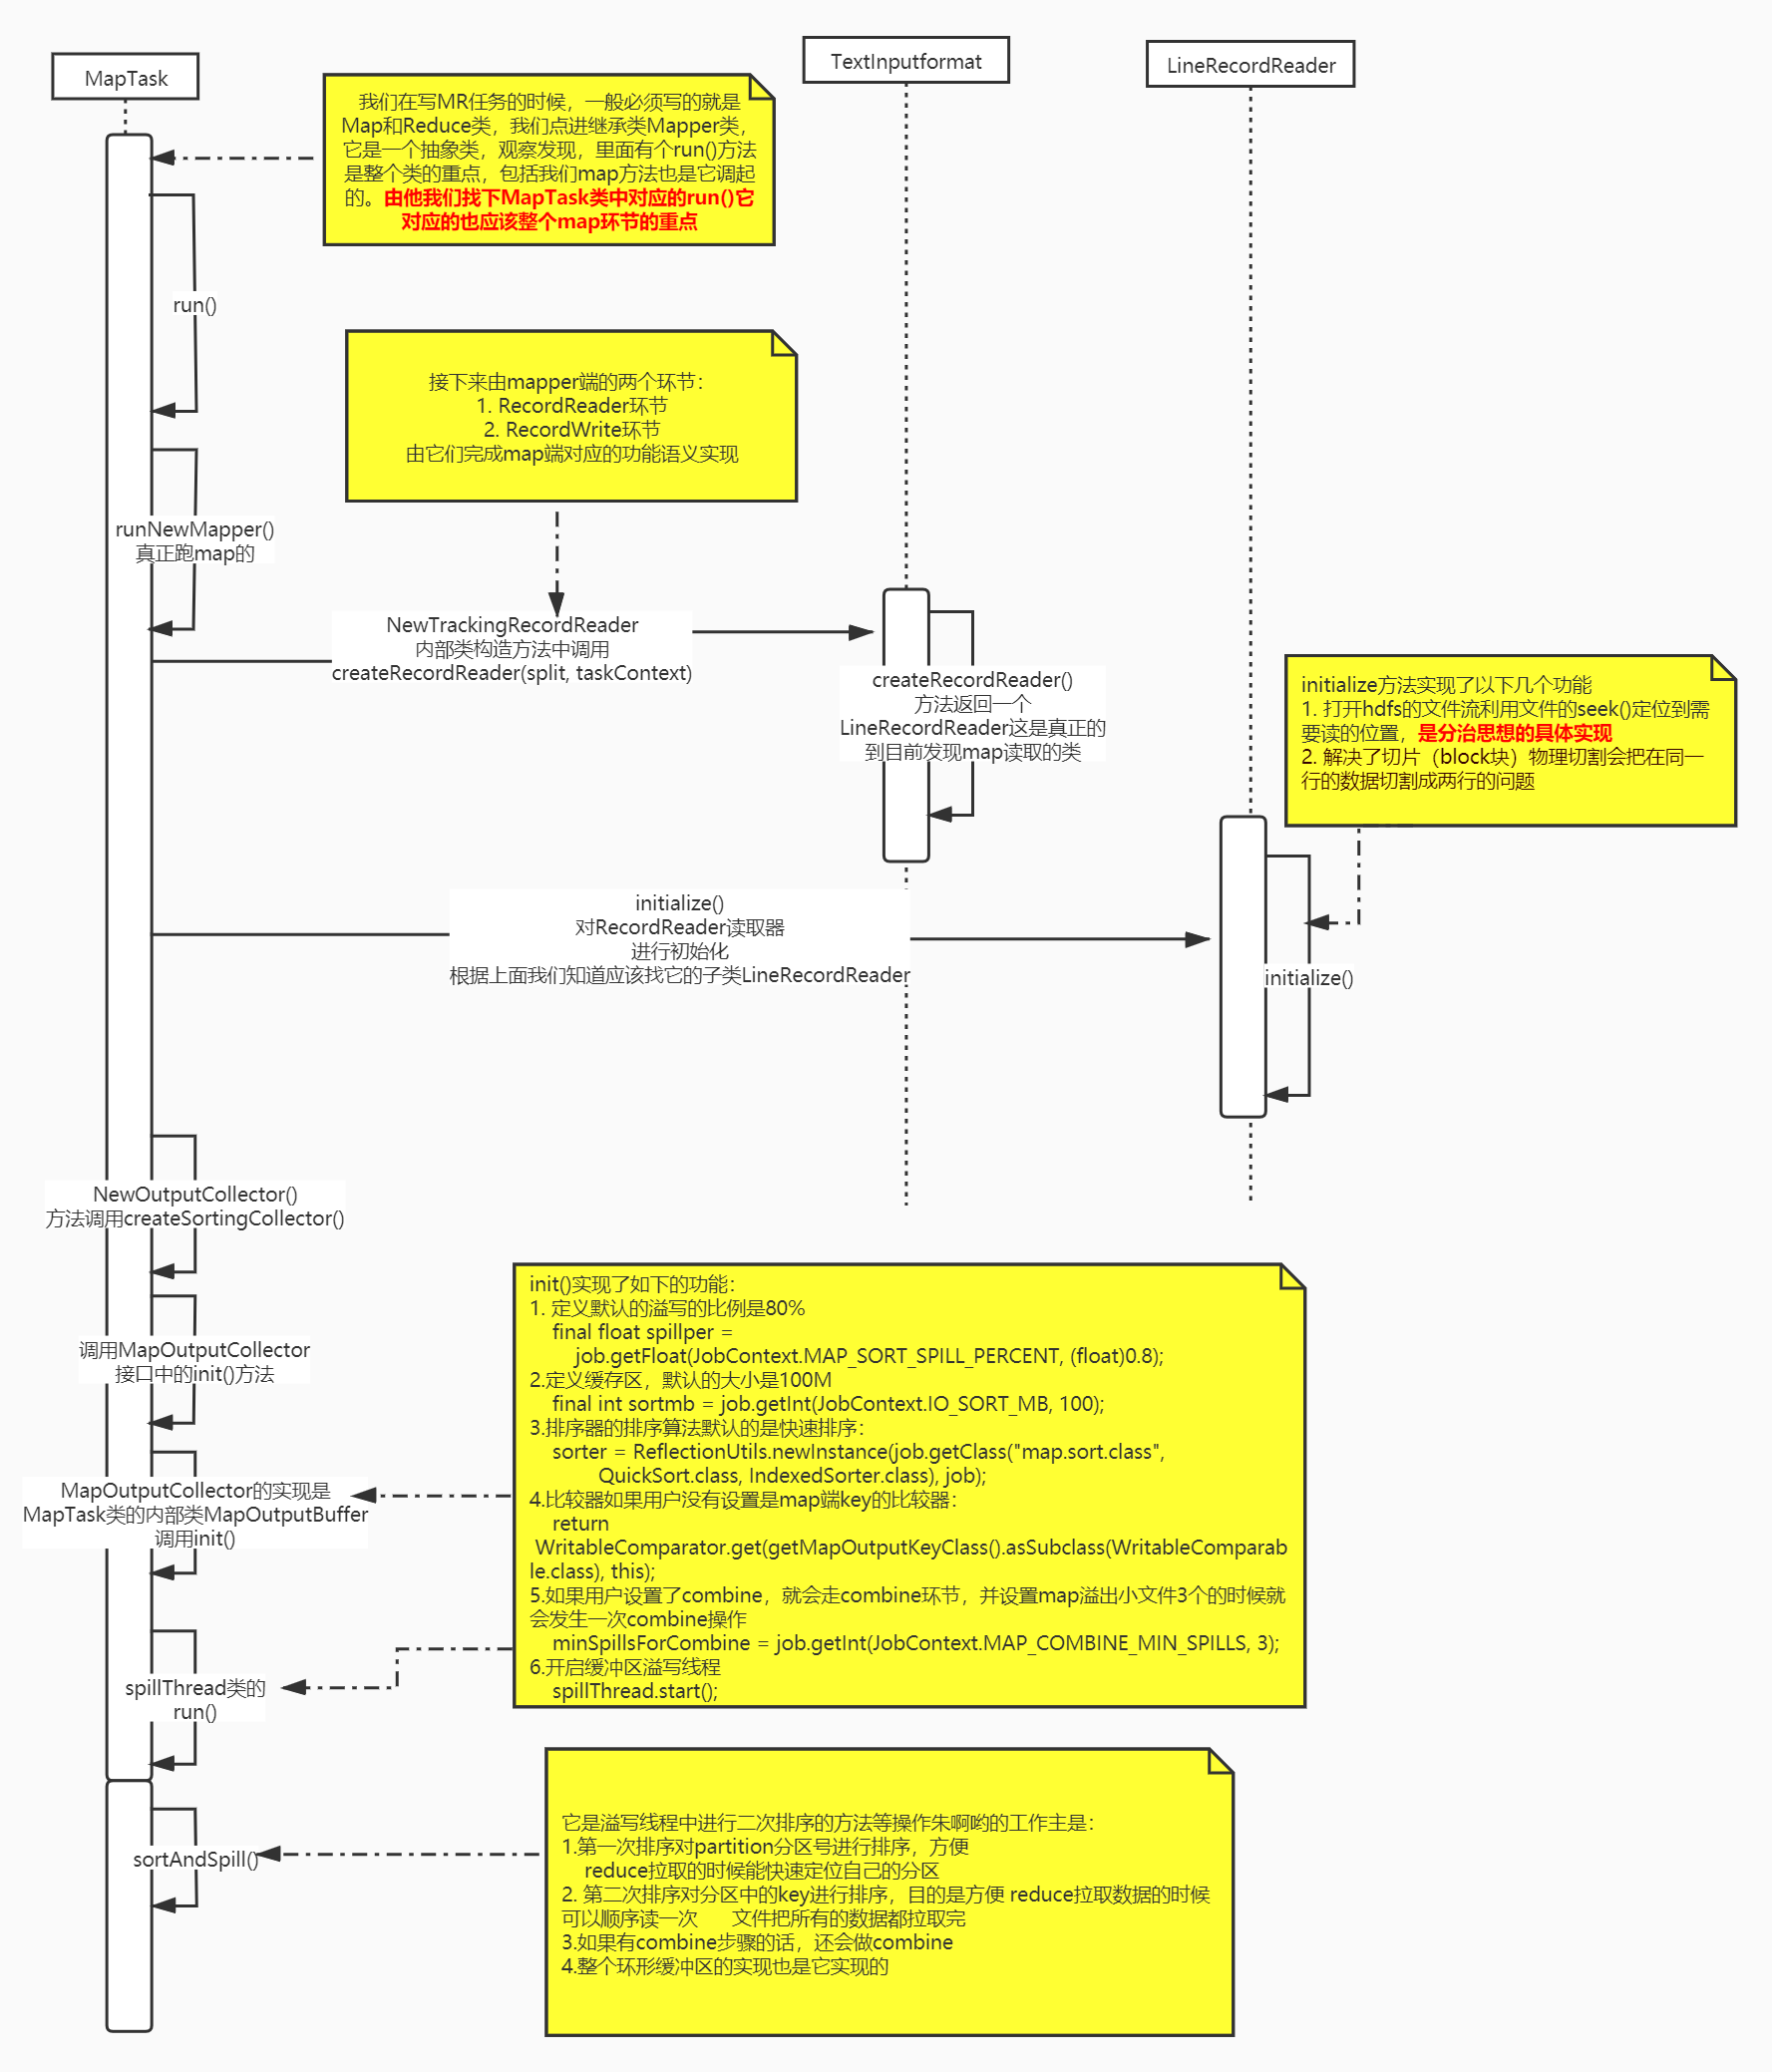 MapTask
TextInputformat
LineRecordReader
我们在写MR任务的时候，一般必须写的就是
Map和Reduce类，我们点进继承类Mapper类，
它是一个抽象类，观察发现，里面有个run()方法
是整个类的重点，包括我们map方法也是它调起
的。由他我们找下MapTask类中对应的run()它
对应的也应该整个map环节的重点
run()
接下来由mapper端的两个环节：
1. RecordReader环节
2. RecordWrite环节
由它们完成map端对应的功能语义实现
runNewMapper()
真正跑map的
NewTrackingRecordReader
内部类构造方法中调用
createRecordReader(split, taskContext)
createRecordReader()
方法返回一个
LineRecordReader这是真正的
到目前发现map读取的类
initialize方法实现了以下几个功能
1. 打开hdfs的文件流利用文件的seek()定位到需
要读的位置，是分治思想的具体实现
2. 解决了切片（block块）物理切割会把在同一
行的数据切割成两行的问题
initialize()
对RecordReader读取器
进行初始化
根据上面我们知道应该找它的子类LineRecordReader
initialize()
NewOutputCollector()
方法调用createSortingCollector()
调用MapOutputCollector
接口中的init()方法
MapOutputCollector的实现是
MapTask类的内部类MapOutputBuffer
调用init()
init()实现了如下的功能：
1. 定义默认的溢写的比例是80%
final float spillper =
job.getFloat(JobContext.MAP_SORT_SPILL_PERCENT, (float)0.8);
2.定义缓存区，默认的大小是100M
final int sortmb = job.getInt(JobContext.IO_SORT_MB, 100);
3.排序器的排序算法默认的是快速排序：
sorter = ReflectionUtils.newInstance(job.getClass("map.sort.class",
QuickSort.class, IndexedSorter.class), job);
4.比较器如果用户没有设置是map端key的比较器：
return
WritableComparator.get(getMapOutputKeyClass().asSubclass(WritableComparab
le.class), this);
5.如果用户设置了combine，就会走combine环节，并设置map溢出小文件3个的时候就
会发生一次combine操作
minSpillsForCombine = job.getInt(JobContext.MAP_COMBINE_MIN_SPILLS, 3);
6.开启缓冲区溢写线程
spillThread.start();
spillThread类的
run()
sortAndSpill()
它是溢写线程中进行二次排序的方法等操作朱啊哟的工作主是：
1.第一次排序对partition分区号进行排序，方便
reduce拉取的时候能快速定位自己的分区
2. 第二次排序对分区中的key进行排序，目的是方便 reduce拉取数据的时候
可以顺序读一次 文件把所有的数据都拉取完
3.如果有combine步骤的话，还会做combine
4.整个环形缓冲区的实现也是它实现的